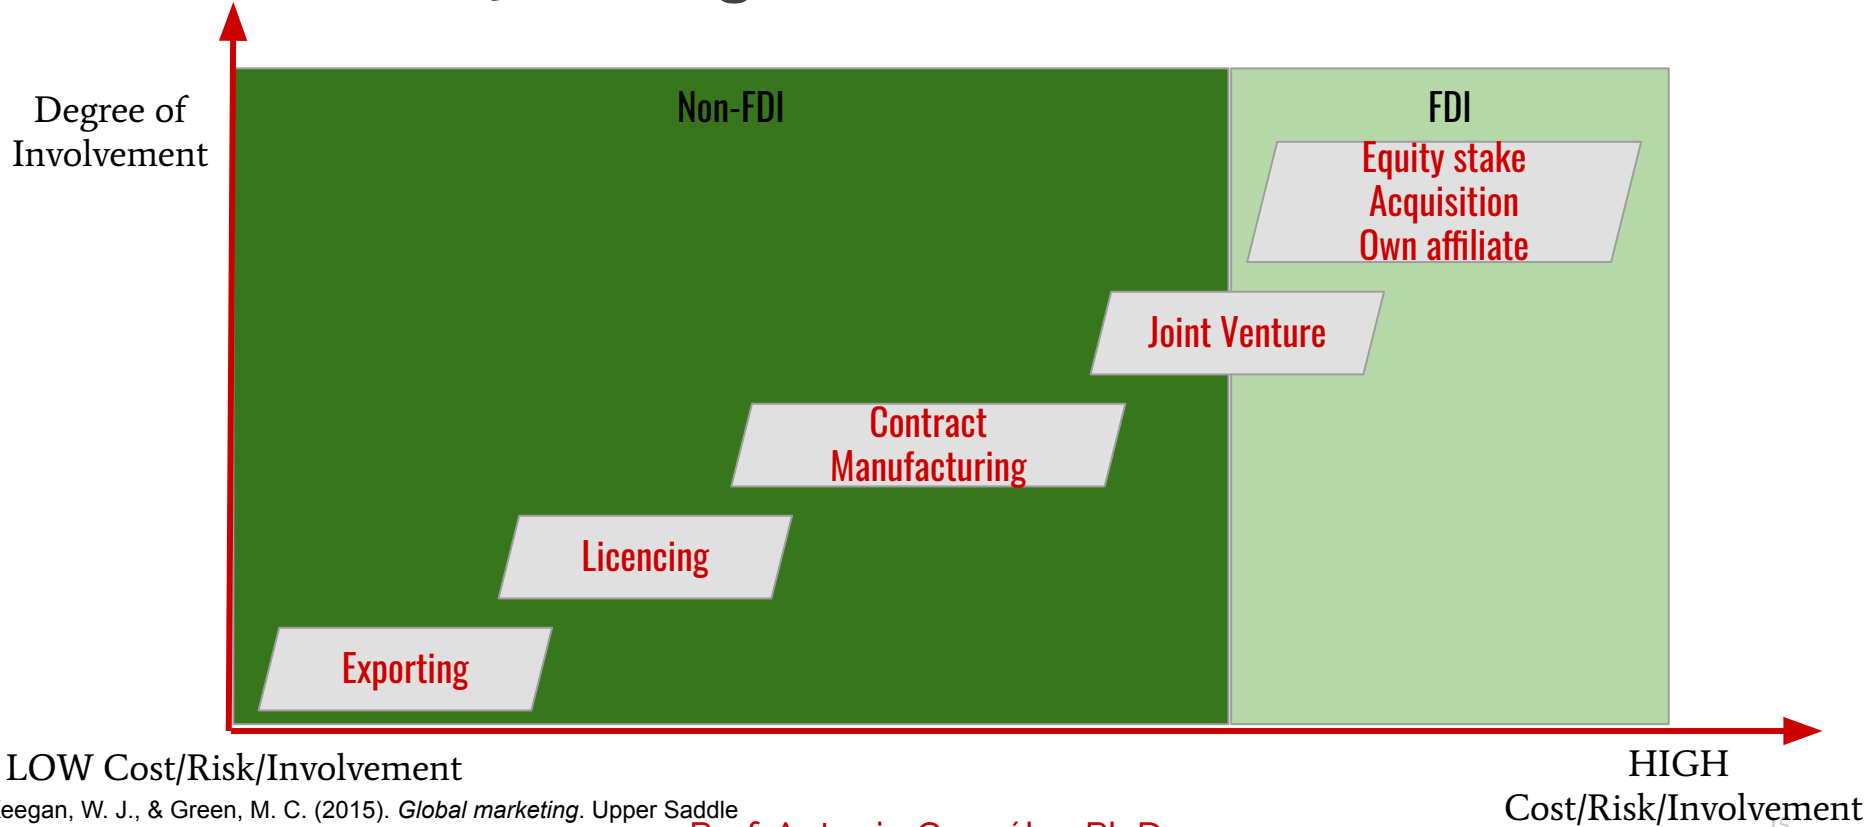 Degree of
Involvement
Non-FDI
FDI
Equity stake
Acquisition
Own affiliate
Joint Venture
Contract
Manufacturing
Licencing
Exporting
LOW Cost/Risk/Involvement
HIGH
Cost/Risk/Involvement
eegan, W. J., & Green, M. C. (2015). Global marketing. Upper Saddle